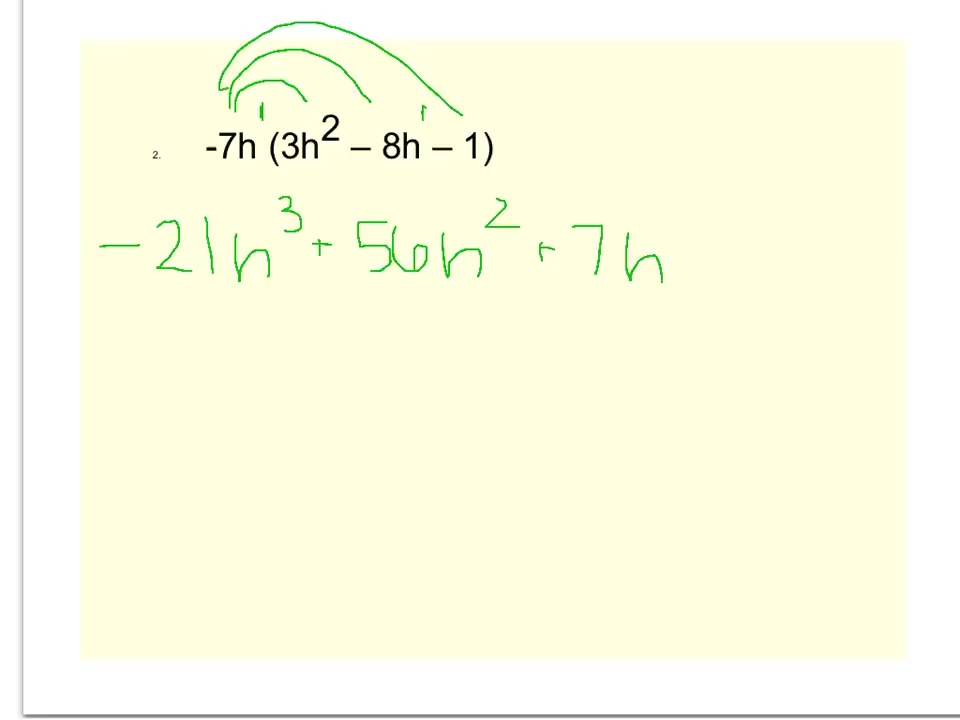 2. -7h (3h² – 8h – 1)
-21h³ + 56h² + 7h